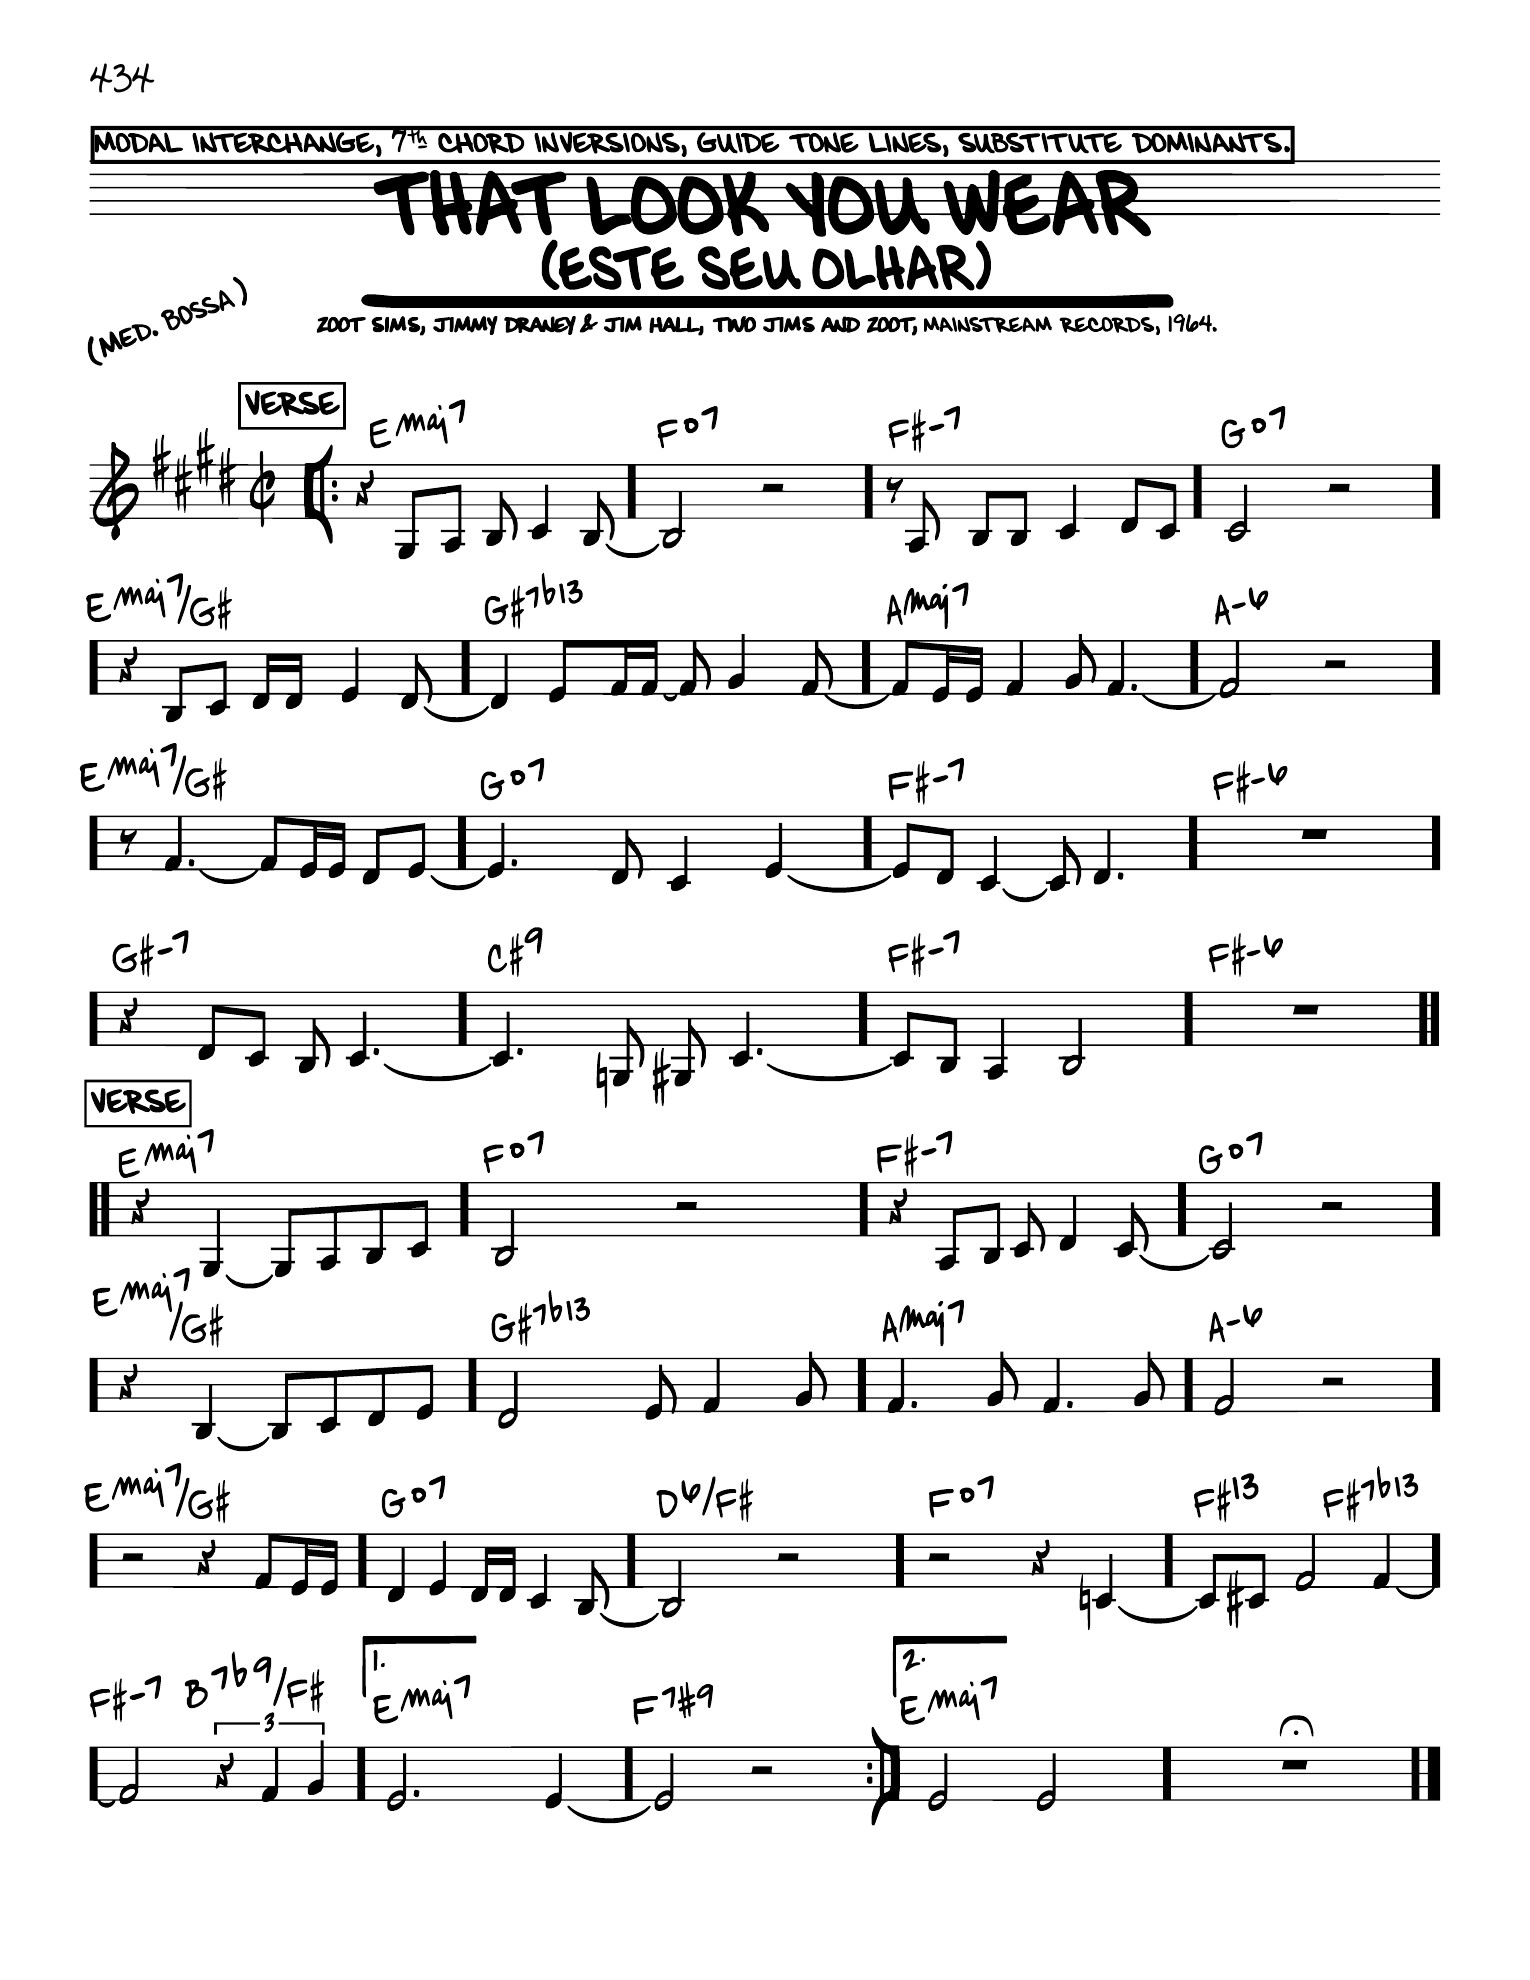 434
MODAL INTERCHANGE, 7th CHORD INVERSIONS, GUIDE TONE LINES, SUBSTITUTE DOMINANTS.
THAT LOOK YOU WEAR
(ESTE SEU OLHAR)
(MED. BOSSA)
ZOOT SIMS, JIMMY DRANEY & JIM HALL, TWO JIMS AND ZOOT, MAINSTREAM RECORDS, 1964.
VERSE
Emaj7 Fo7 F#-7 Go7
Emaj7/G# G#7b13 Amaj7 A-6
Emaj7/G# Go7 F#-7 F#-6
G#-7 C#9 F#-7 F#-6
VERSE
Emaj7 Fo7 F#-7 Go7
Emaj7/G# G#7b13 Amaj7 A-6
Emaj7/G# Go7 D6/F# Fo7 F#13 F#7b13
1. 2.
F#-7 B7b9/F# Emaj7 F7#9 Emaj7
3